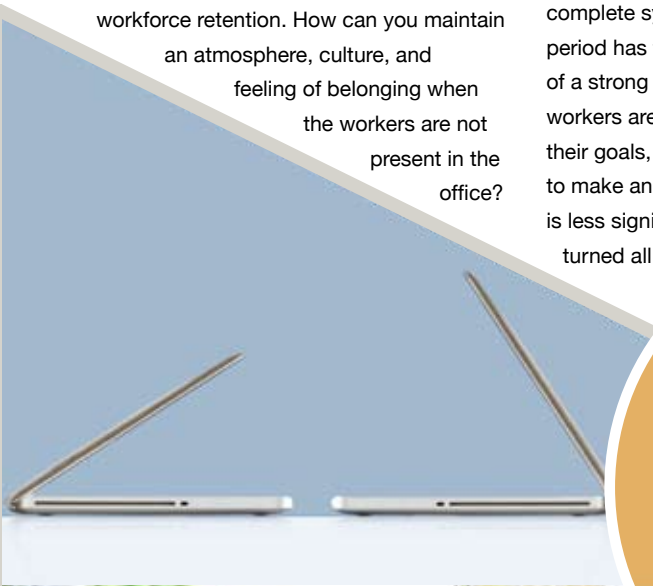 workforce retention. How can you maintain
an atmosphere, culture, and
feeling of belonging when
the workers are not
present in the
office?
complete
period has
of a strong
workers are
their goals,
to make an
is less
turned all